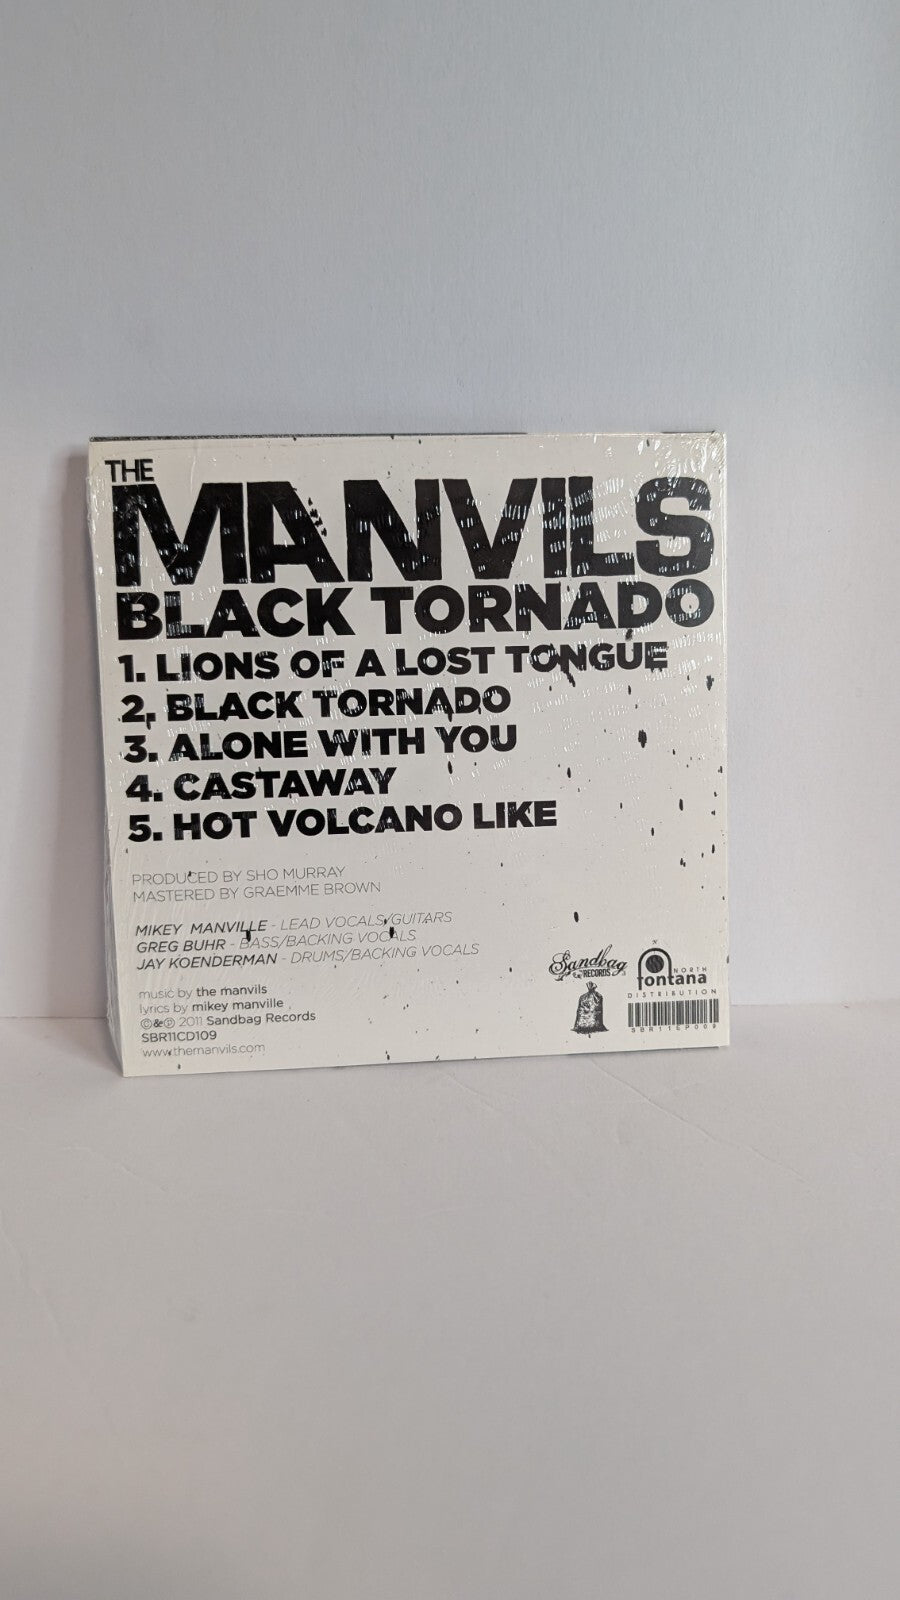 THE
MANVILS
BLACK TORNADO
1. LIONS OF A LOST TONGUE
2. BLACK TORNADO
3. ALONE WITH YOU
4. CASTAWAY
5. HOT VOLCANO LIKE
PRODUCED BY SHO MURRAY
MASTERED BY GRAEMME BROWN
MIKEY MANVILLE - LEAD VOCALS/GUITARS
GREG BUHR - BASS/BACKING VOCALS
JAY KOENDERMAN - DRUMS/BACKING VOCALS
music by the manvils
lyrics by mikey manville
©&℗ 2011 Sandbag Records
SBR11CD109
www.themanvils.com
Sandbag
RECORDS
N
NORTH
fontana
DISTRIBUTION
SBR11EP009